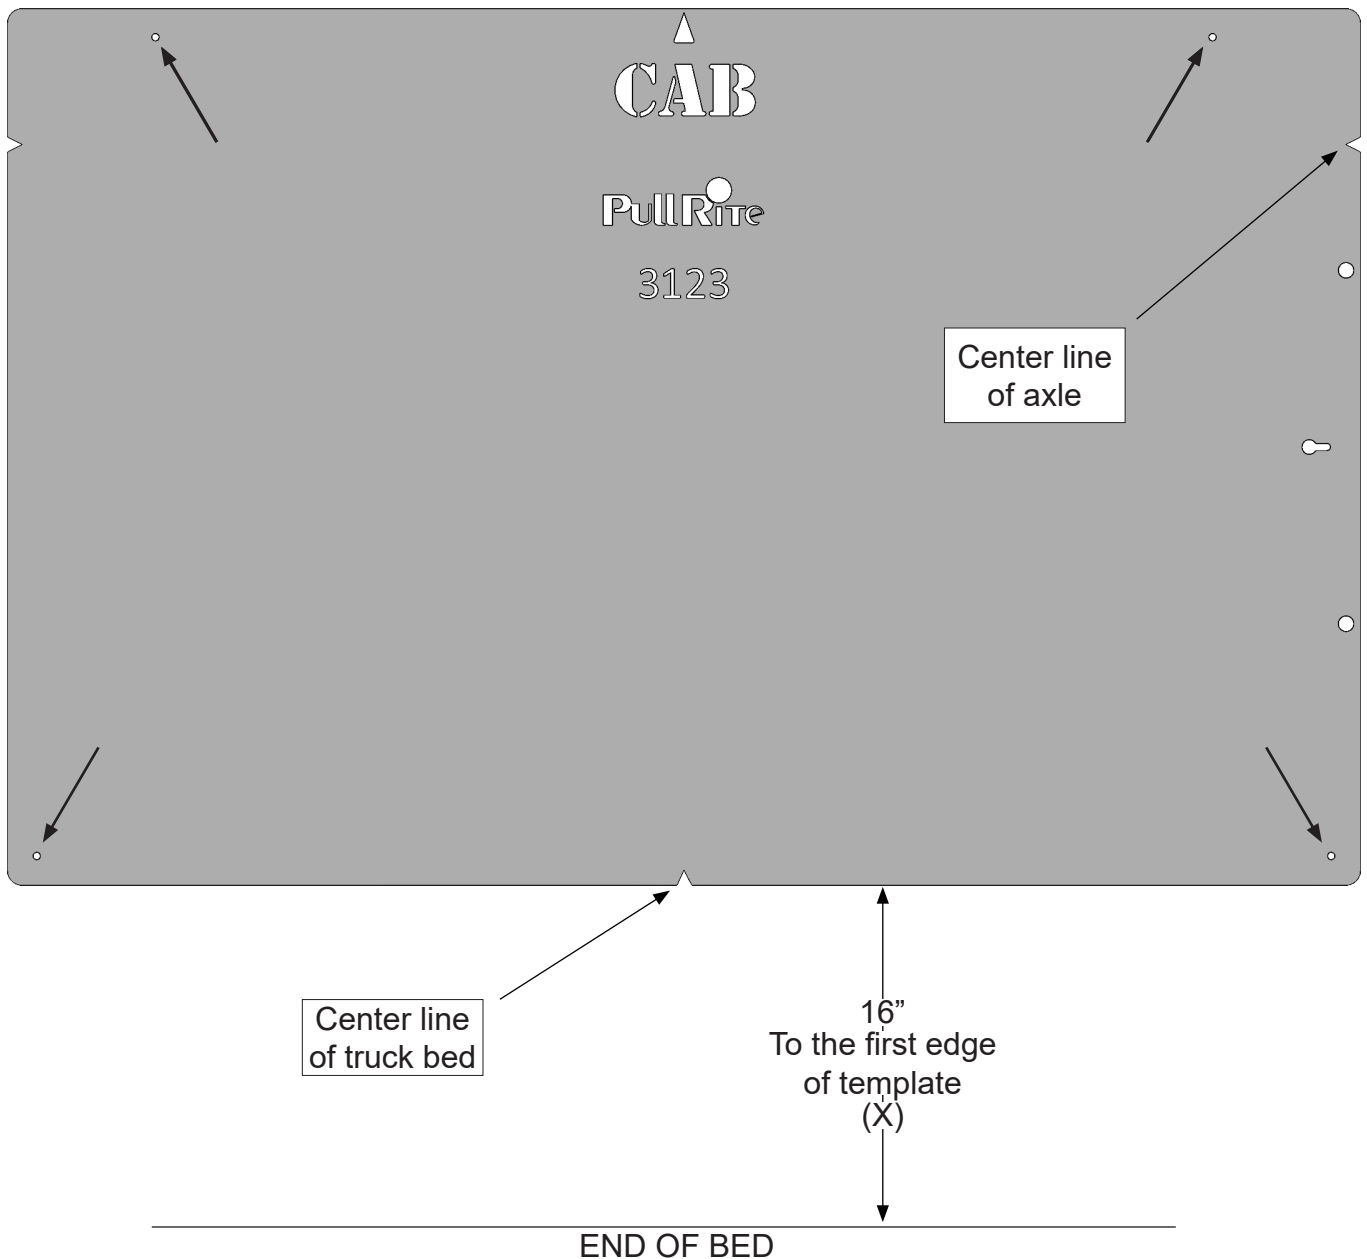 CAB
PullRite
3123
Center line
of axle
Center line
of truck bed
16”
To the first edge
of template
(X)
END OF BED